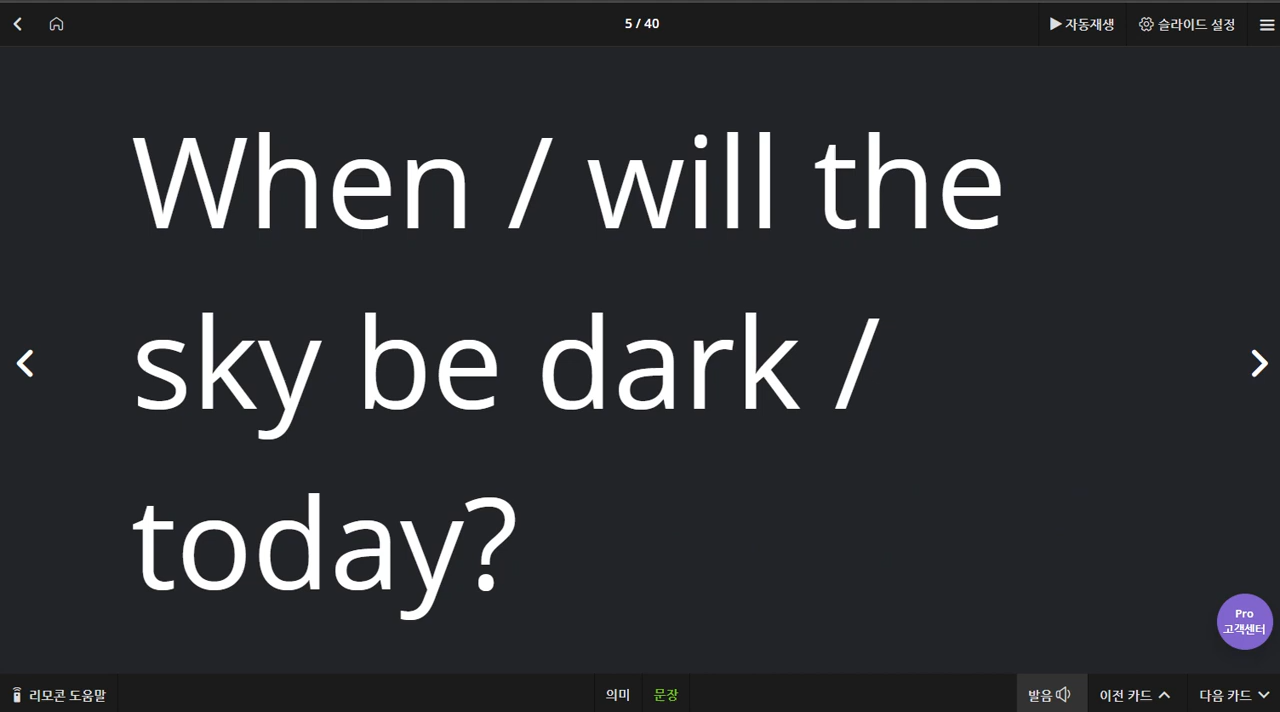 5 / 40
자동재생
슬라이드 설정
When / will the
sky be dark /
today?
Pro
고객센터
리모콘 도움말
의미
문장
발음
이전 카드
다음 카드